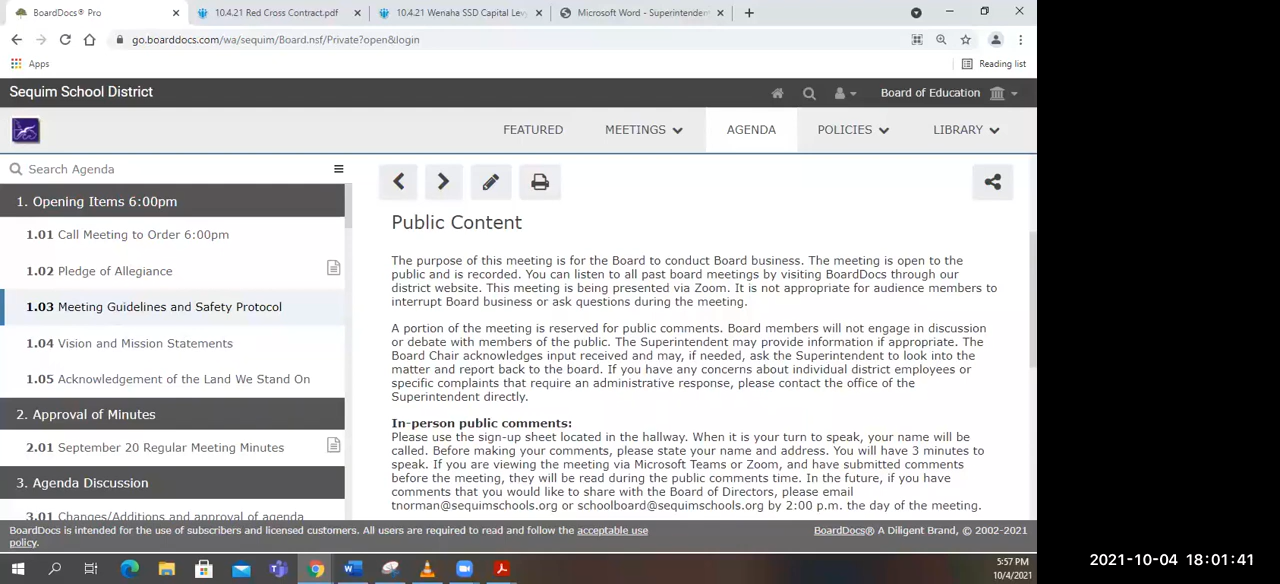 BoardDocs® Pro
10.4.21 Red Cross Contract.pdf
10.4.21 Wenaha SSD Capital Lev
Microsoft Word - Superintenden
go.boarddocs.com/wa/sequim/Board.nsf/Private?open&login
Apps
Reading list
Sequim School District
Board of Education
FEATURED
MEETINGS
AGENDA
POLICIES
LIBRARY
Search Agenda
1. Opening Items 6:00pm
1.01 Call Meeting to Order 6:00pm
1.02 Pledge of Allegiance
1.03 Meeting Guidelines and Safety Protocol
1.04 Vision and Mission Statements
1.05 Acknowledgement of the Land We Stand On
2. Approval of Minutes
2.01 September 20 Regular Meeting Minutes
3. Agenda Discussion
3.01 Changes/Additions and approval of agenda
Public Content
The purpose of this meeting is for the Board to conduct Board business. The meeting is open to the
public and is recorded. You can listen to all past board meetings by visiting BoardDocs through our
district website. This meeting is being presented via Zoom. It is not appropriate for audience members to
interrupt Board business or ask questions during the meeting.
A portion of the meeting is reserved for public comments. Board members will not engage in discussion
or debate with members of the public. The Superintendent may provide information if appropriate. The
Board Chair acknowledges input received and may, if needed, ask the Superintendent to look into the
matter and report back to the board. If you have any concerns about individual district employees or
specific complaints that require an administrative response, please contact the office of the
Superintendent directly.
In-person public comments:
Please use the sign-up sheet located in the hallway. When it is your turn to speak, your name will be
called. Before making your comments, please state your name and address. You will have 3 minutes to
speak. If you are viewing the meeting via Microsoft Teams or Zoom, and have submitted comments
before the meeting, they will be read during the public comments time. In the future, if you have
comments that you would like to share with the Board of Directors, please email
tnorman@sequimschools.org or schoolboard@sequimschools.org by 2:00 p.m. the day of the meeting.
BoardDocs is intended for the use of subscribers and licensed customers. All users are required to read and follow the acceptable use
policy.
BoardDocs® A Diligent Brand, © 2002-2021
5:57 PM
10/4/2021
2021-10-04 18:01:41